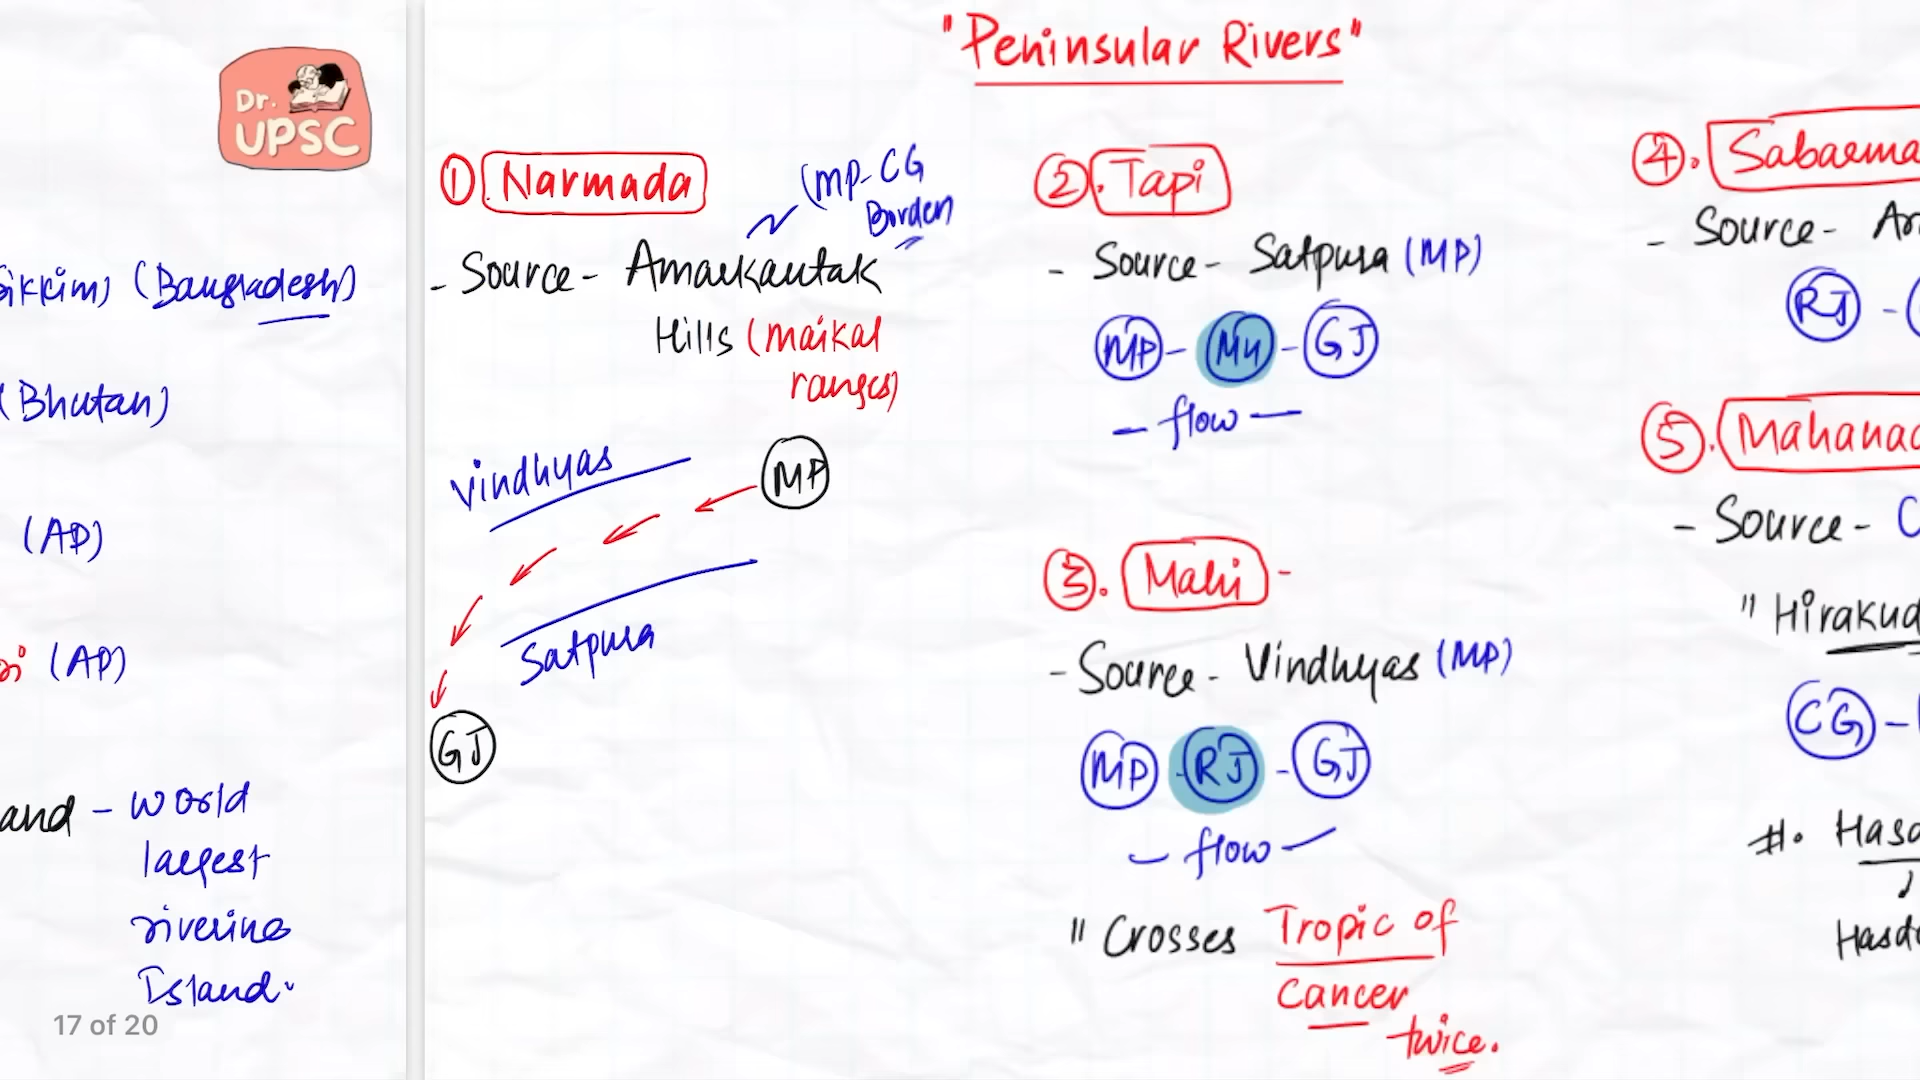 Dr.
UPSC
(Bangladesh)
(Bhutan)
(AP)
(AP)
and - world
largest
riverine
Island.
17 of 20
"Peninsular Rivers"
① Narmada
(MP-CG
Border)
- Source - Amarkantak
Hills (maikal
ranges)
Vindhyas
MP
Satpura
GJ
②. Tapi
- Source - Satpura (MP)
MP - MH - GJ
- flow -
③. Mahi -
- Source - Vindhyas (MP)
MP - RJ - GJ
- flow -
" Crosses Tropic of
Cancer
twice.
④. Sabarma
- Source - Ar
RJ -
⑤. Mahanad
- Source - C
" Hirakud
CG -
#. Hasd
Hasd